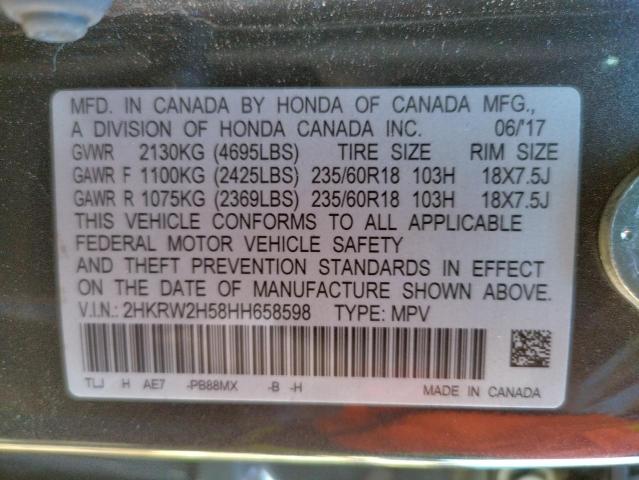 MFD. IN CANADA BY HONDA OF CANADA MFG.,
A DIVISION OF HONDA CANADA INC. 06/'17
GVWR 2130KG (4695LBS) TIRE SIZE RIM SIZE
GAWR F 1100KG (2425LBS) 235/60R18 103H 18X7.5J
GAWR R 1075KG (2369LBS) 235/60R18 103H 18X7.5J
THIS VEHICLE CONFORMS TO ALL APPLICABLE
FEDERAL MOTOR VEHICLE SAFETY
AND THEFT PREVENTION STANDARDS IN EFFECT
ON THE DATE OF MANUFACTURE SHOWN ABOVE.
V.I.N.: 2HKRW2H58HH658598 TYPE: MPV
TLJ H AE7 -PB88MX -B -H
MADE IN CANADA